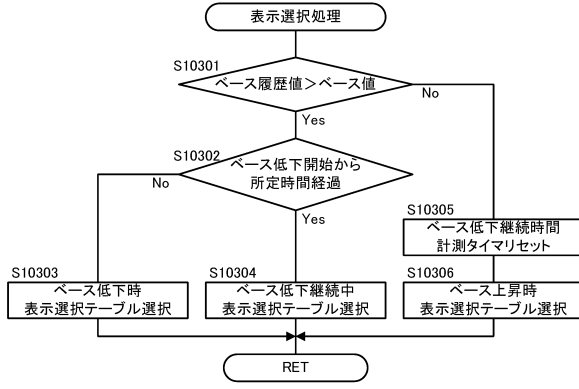 表示選択処理
S10301
ベース履歴値＞ベース値
No
Yes
S10302
ベース低下開始から
所定時間経過
No
Yes
S10305
ベース低下継続時間
計測タイマリセット
S10303
ベース低下時
表示選択テーブル選択
S10304
ベース低下継続中
表示選択テーブル選択
S10306
ベース上昇時
表示選択テーブル選択
RET